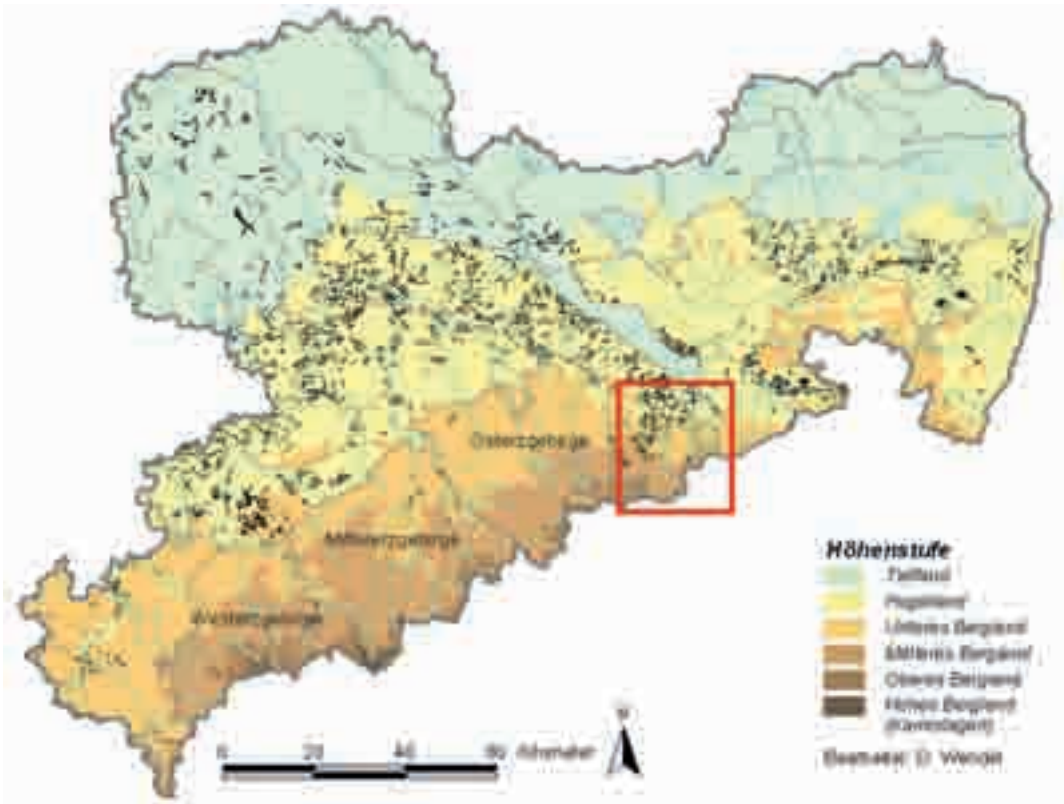 Osterzgebirge
Mittelerzgebirge
Westerzgebirge
Höhenstufe
Tiefland
Hügelland
Unteres Bergland
Mittleres Bergland
Oberes Bergland
Hohes Bergland
(Kammlagen)
N
0 20 40 60 Kilometer
Bearbeiter: D. Wendel